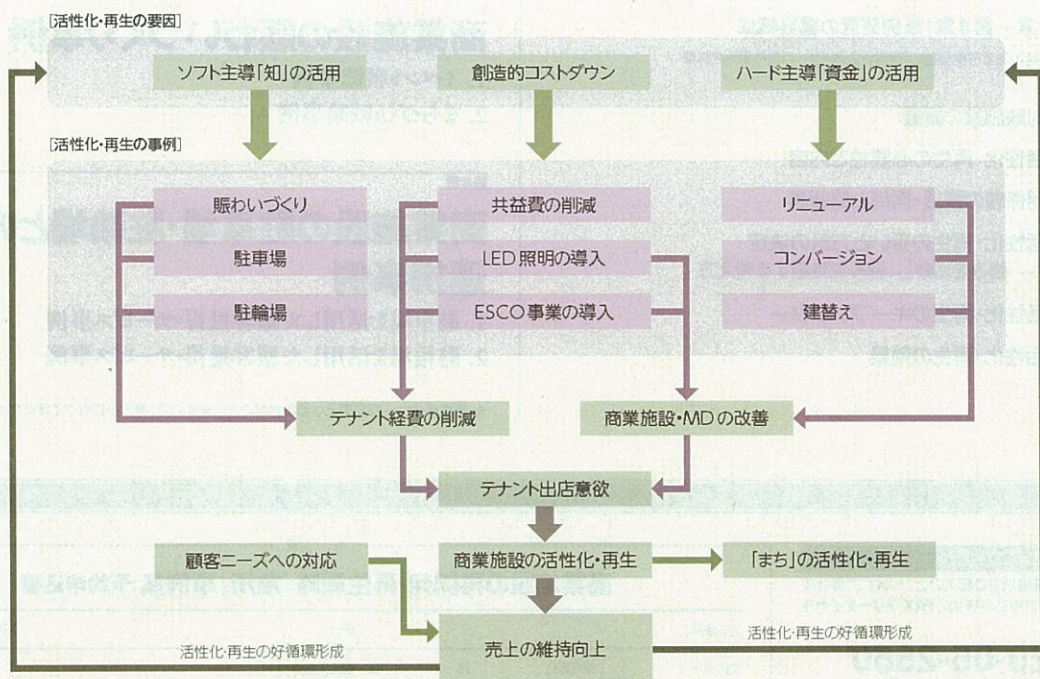 [活性化・再生の要因]
ソフト主導「知」の活用
創造的コストダウン
ハード主導「資金」の活用
[活性化・再生の事例]
賑わいづくり
共益費の削減
リニューアル
駐車場
LED照明の導入
コンバージョン
駐輪場
ESCO事業の導入
建替え
テナント経費の削減
商業施設・MDの改善
テナント出店意欲
顧客ニーズへの対応
商業施設の活性化・再生
「まち」の活性化・再生
活性化・再生の好循環形成
売上の維持向上
活性化・再生の好循環形成